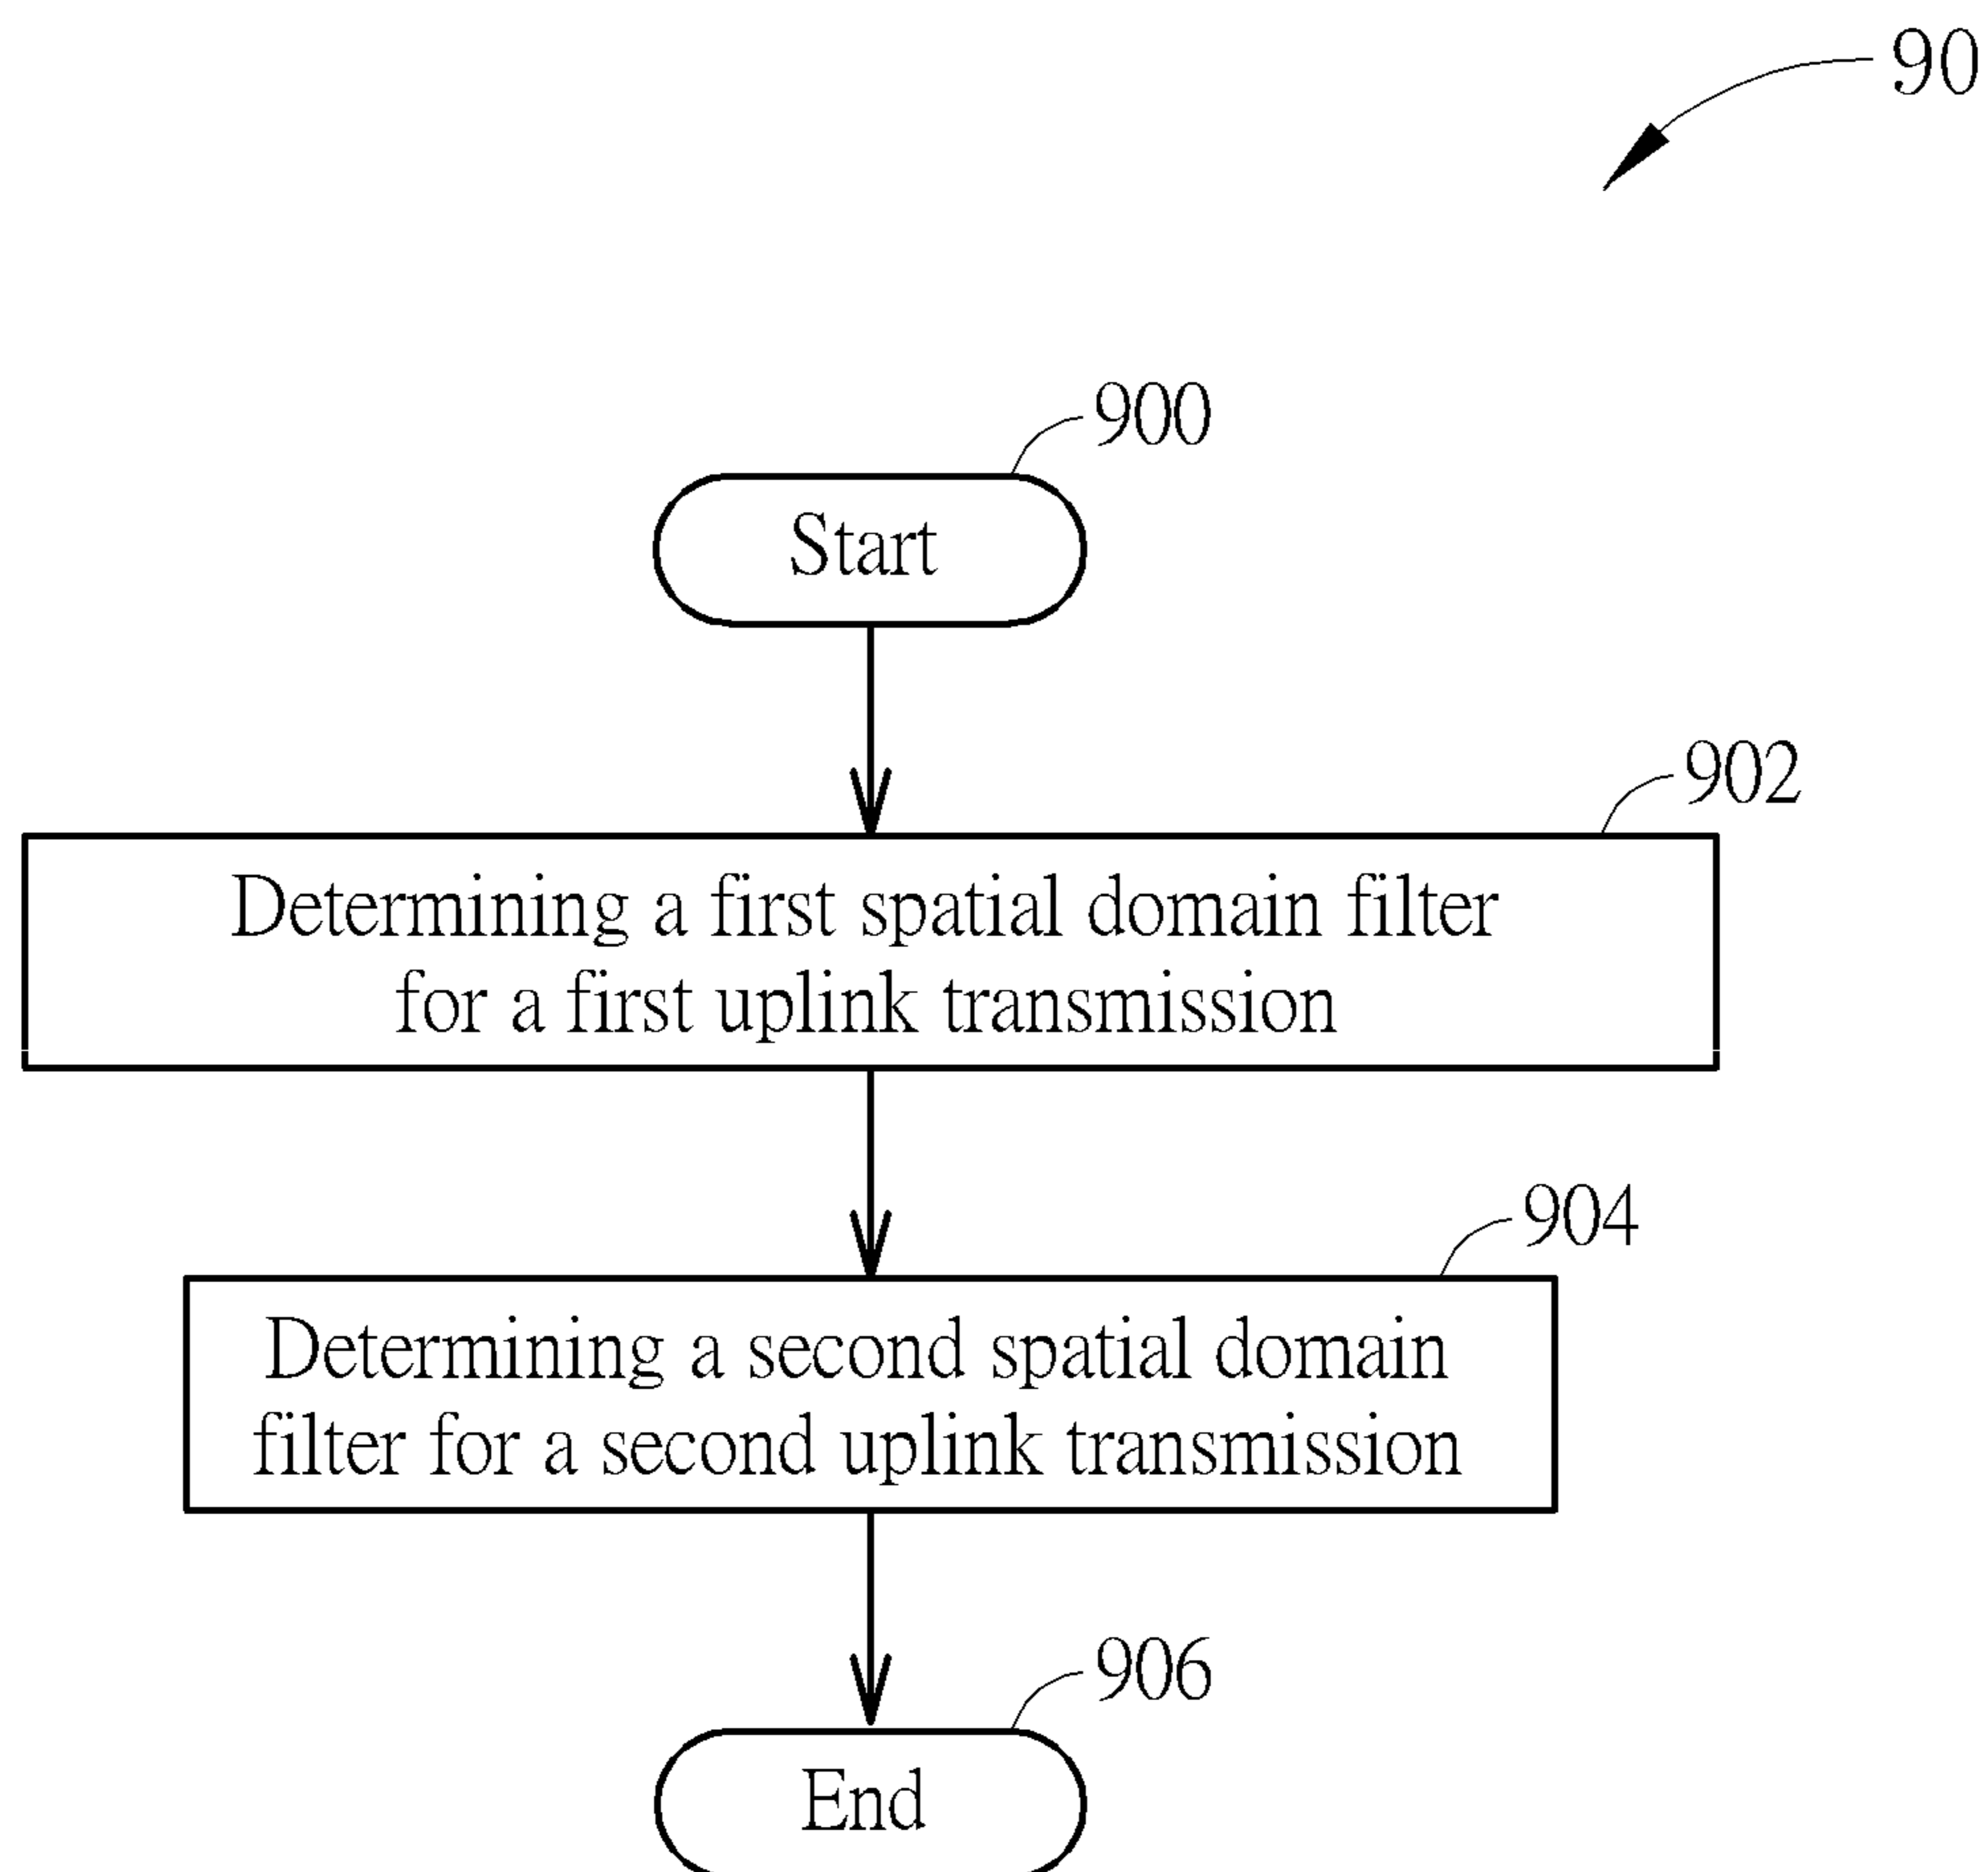 90
900
Start
902
Determining a first spatial domain filter
for a first uplink transmission
904
Determining a second spatial domain
filter for a second uplink transmission
906
End